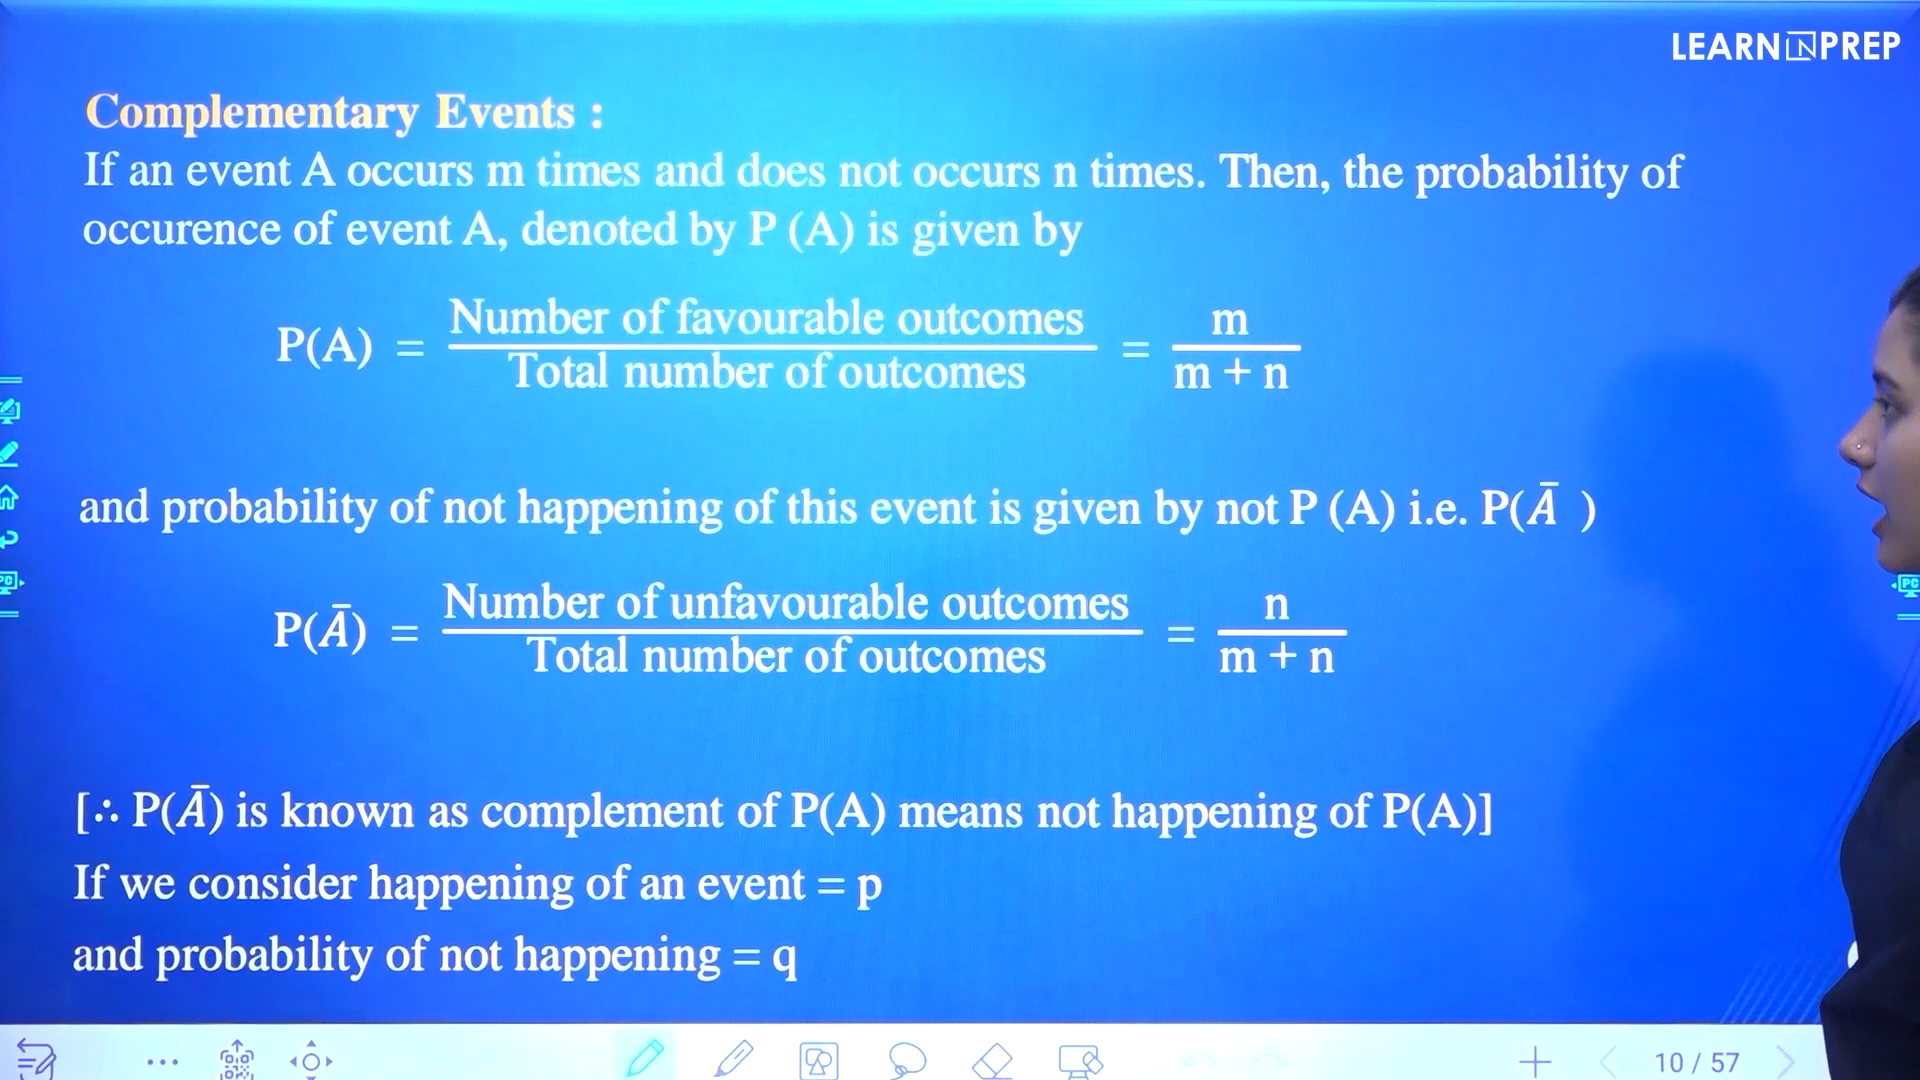 LEARN N PREP
Complementary Events :
If an event A occurs m times and does not occurs n times. Then, the probability of
occurence of event A, denoted by P (A) is given by
P(A) = Number of favourable outcomes / Total number of outcomes = m / m + n
and probability of not happening of this event is given by not P (A) i.e. P(Ā )
P(Ā) = Number of unfavourable outcomes / Total number of outcomes = n / m + n
[∴ P(Ā) is known as complement of P(A) means not happening of P(A)]
If we consider happening of an event = p
and probability of not happening = q
10 / 57